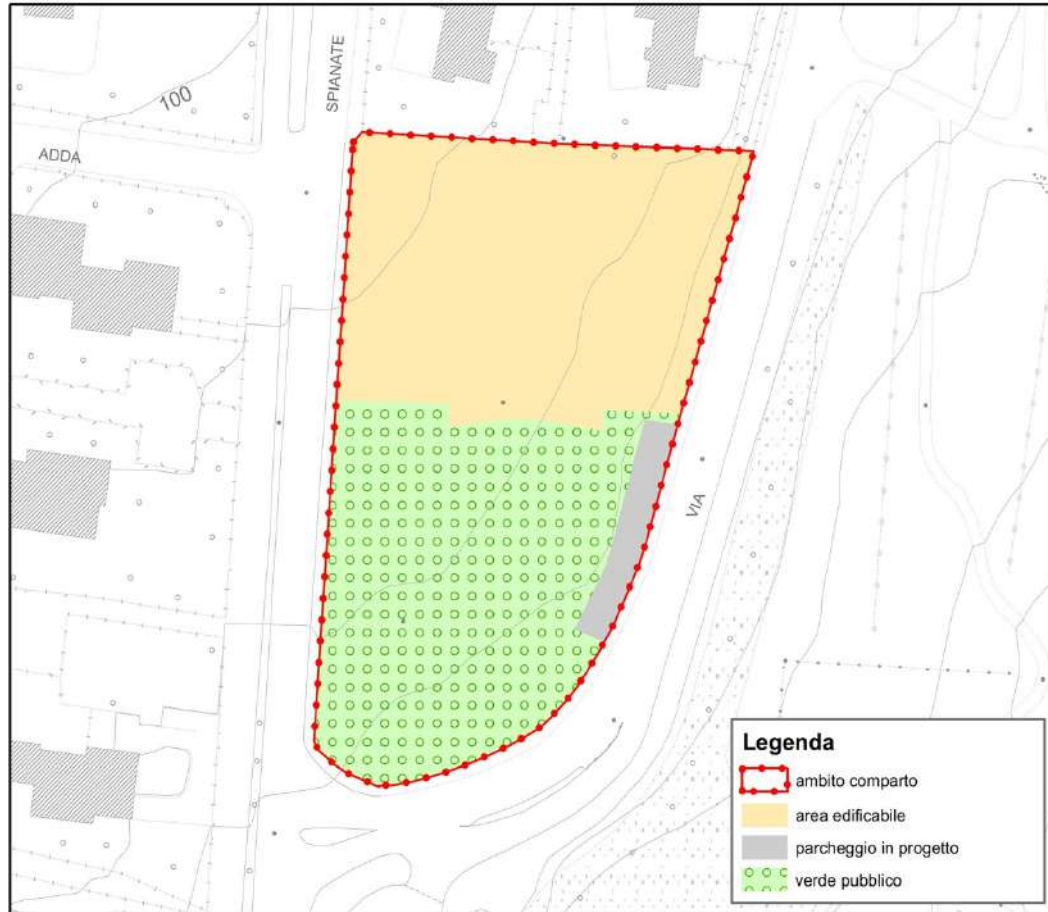 SPIANATE
100
ADDA
VIA
Legenda
ambito comparto
area edificabile
parcheggio in progetto
verde pubblico